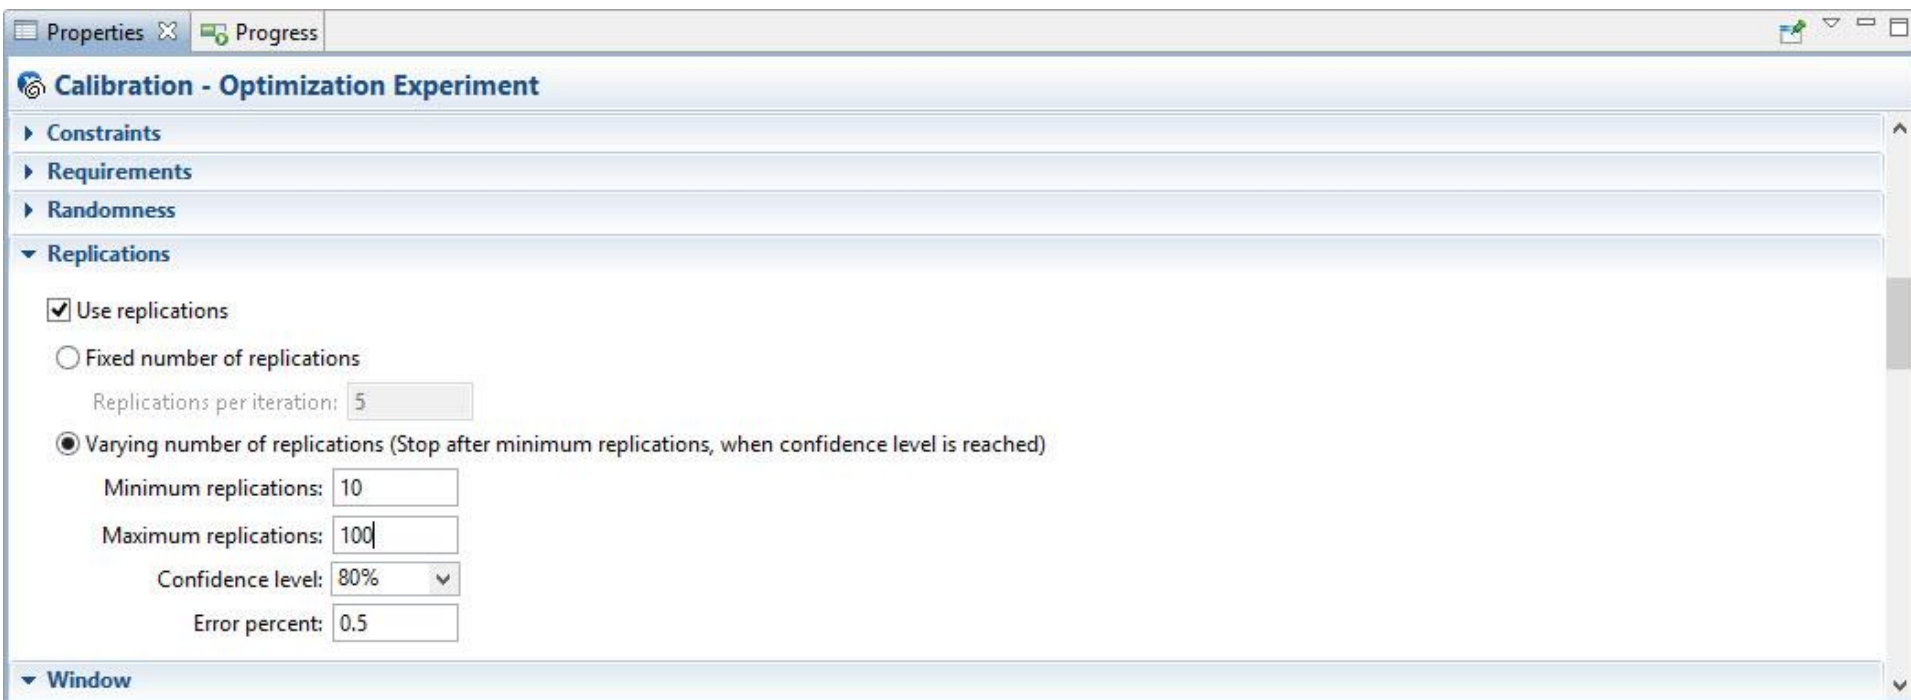 Properties Progress
Calibration - Optimization Experiment
Constraints
Requirements
Randomness
Replications
Use replications
Fixed number of replications
Replications per iteration: 5
Varying number of replications (Stop after minimum replications, when confidence level is reached)
Minimum replications: 10
Maximum replications: 100
Confidence level: 80%
Error percent: 0.5
Window